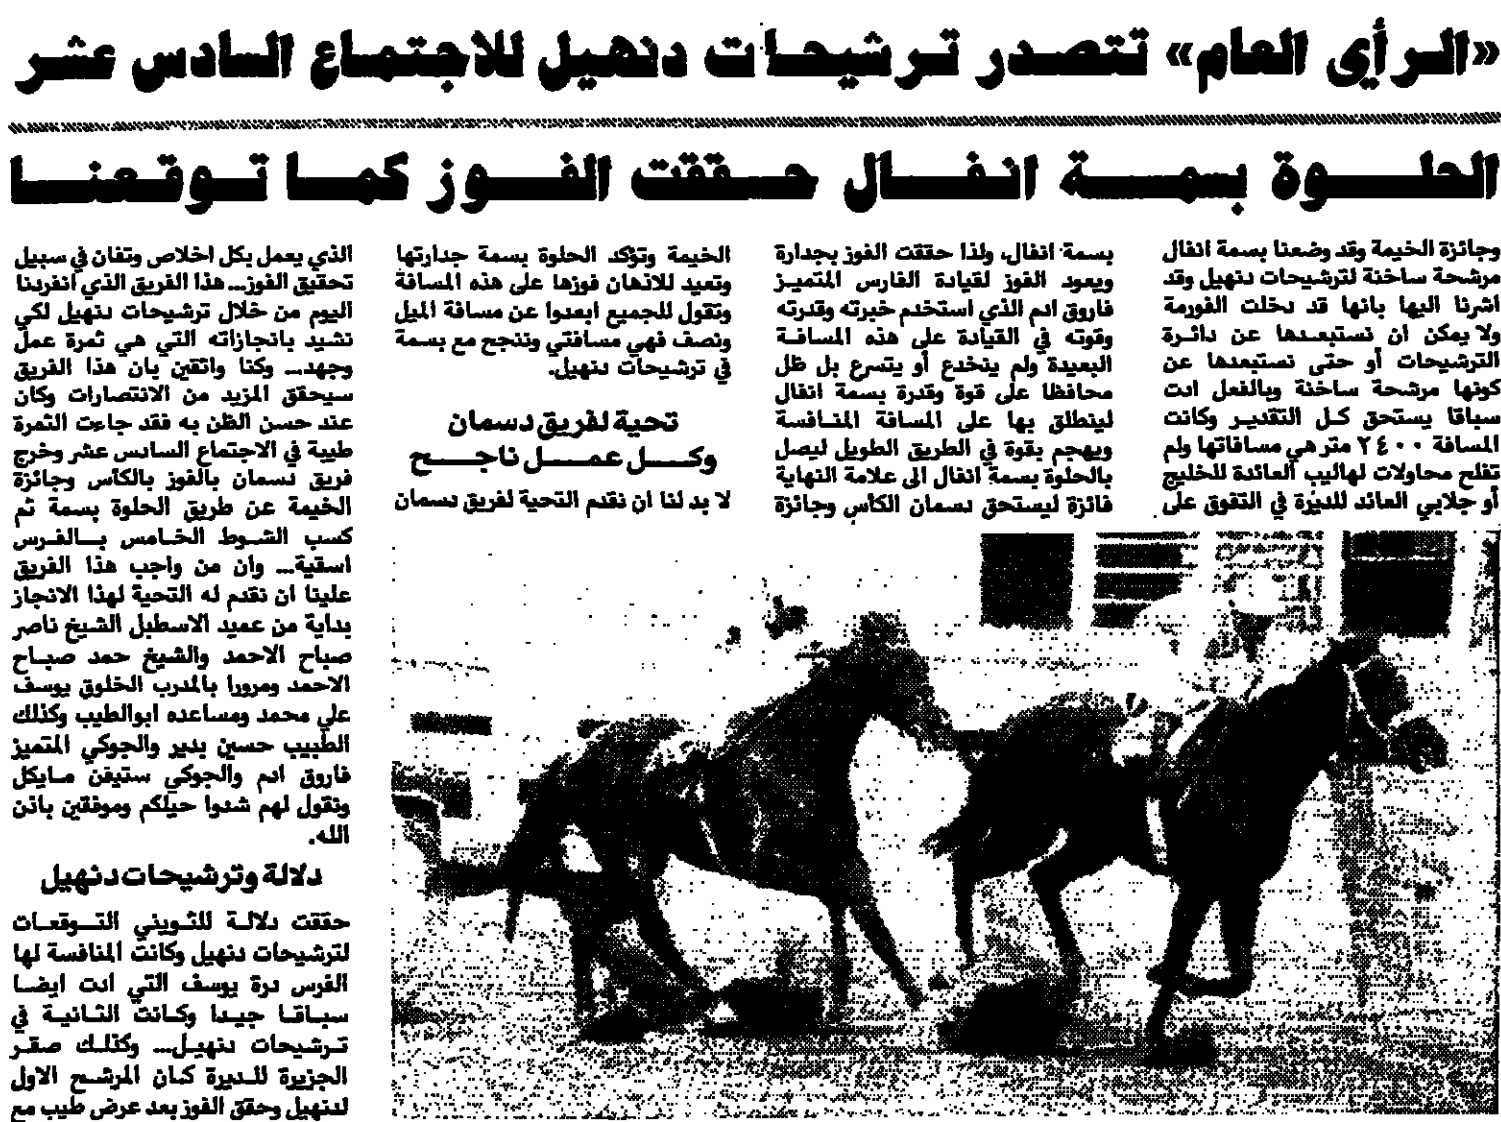 «الرأي العام» تتصدر ترشيحات دنهيل للاجتماع السادس عشر
الحلوة بسمة انفال حققت الفوز كما توقعنا
وجائزة الخيمة وقد وضعنا بسمة انفال
مرشحة ساخنة لترشيحات دنهيل وقد
اشرنا اليها بانها قد دخلت الفورمة
ولا يمكن ان نستبعدها عن دائرة
الترشيحات أو حتى نستبعدها عن
كونها مرشحة ساخنة وبالفعل ادت
سباقا يستحق كل التقدير وكانت
المسافة ٢٤٠٠ متر هي مسافاتها ولم
تفلح محاولات لهاليب العائدة للخليج
أو جلابي العائد للديرة في التفوق على
بسمة انفال، ولذا حققت الفوز بجدارة
ويعود الفوز لقيادة الفارس المتميز
فاروق ادم الذي استخدم خبرته وقدرته
وقوته في القيادة على هذه المسافة
البعيدة ولم ينخدع أو يتسرع بل ظل
محافظا على قوة وقدرة بسمة انفال
لينطلق بها على المسافة المنافسة
ويهجم بقوة في الطريق الطويل ليصل
بالحلوة بسمة انفال الى علامة النهاية
فائزة ليستحق دسمان الكأس وجائزة
الخيمة وتؤكد الحلوة بسمة جدارتها
وتعيد للاذهان فوزها على هذه المسافة
وتقول للجميع ابعدوا عن مسافة الميل
ونصف فهي مسافتي وننجح مع بسمة
في ترشيحات دنهيل.
تحية لفريق دسمان
وكل عمل ناجح
لا بد لنا ان نقدم التحية لفريق دسمان
الذي يعمل بكل اخلاص وتفان في سبيل
تحقيق الفوز... هذا الفريق الذي انفردنا
اليوم من خلال ترشيحات دنهيل لكي
نشيد بانجازاته التي هي ثمرة عمل
وجهد... وكنا واثقين بان هذا الفريق
سيحقق المزيد من الانتصارات وكان
عند حسن الظن به فقد جاءت الثمرة
طيبة في الاجتماع السادس عشر وخرج
فريق دسمان بالفوز بالكأس وجائزة
الخيمة عن طريق الحلوة بسمة ثم
كسب الشوط الخامس بالفرس
اسقية... وان من واجب هذا الفريق
علينا ان نقدم له التحية لهذا الانجاز
بداية من عميد الاسطبل الشيخ ناصر
صباح الاحمد والشيخ حمد صباح
الاحمد ومرورا بالمدرب الخلوق يوسف
علي محمد ومساعده ابوالطيب وكذلك
الطبيب حسين بدير والجوكي المتميز
فاروق ادم والجوكي ستيفن مايكل
ونقول لهم شدوا حيلكم وموفقين باذن
الله.
دلالة وترشيحات دنهيل
حققت دلالة للثويني التوقعات
لترشيحات دنهيل وكانت المنافسة لها
الفرس درة يوسف التي ادت ايضا
سباقا جيدا وكانت الثانية في
ترشيحات دنهيل... وكذلك صقر
الجزيرة للديرة كان المرشح الاول
لدنهيل وحقق الفوز بعد عرض طيب مع